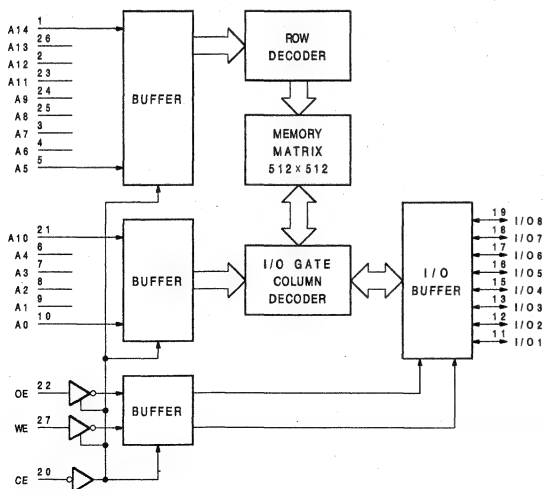 A14 1
A13 26
A12 2
A11 23
A9 24
A8 25
A7 3
A6 4
A5 5
BUFFER
ROW
DECODER
MEMORY
MATRIX
512×512
A10 21
A4 6
A3 7
A2 8
A1 9
A0 10
BUFFER
I/O GATE
COLUMN
DECODER
I/O
BUFFER
19 I/O8
18 I/O7
17 I/O6
16 I/O5
15 I/O4
13 I/O3
12 I/O2
11 I/O1
OE 22
WE 27
BUFFER
CE 20